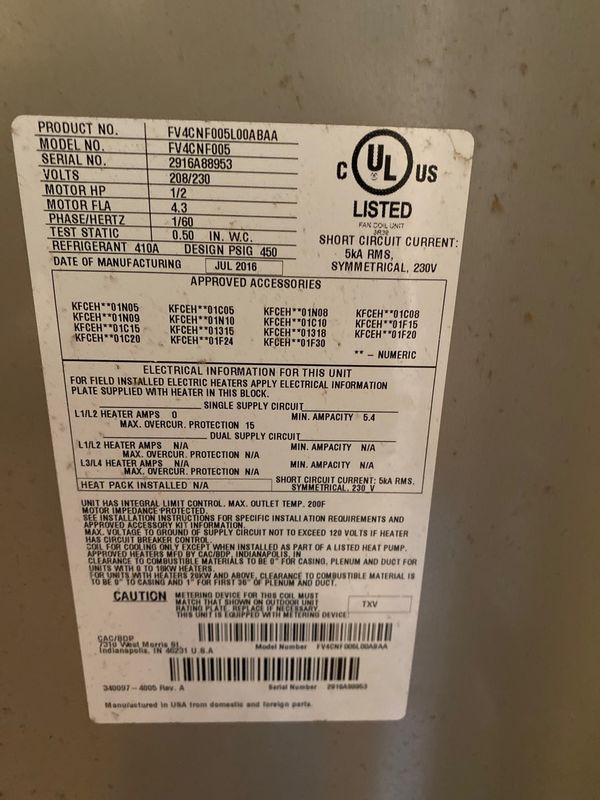 PRODUCT NO. FV4CNF005L00ABAA
MODEL NO. FV4CNF005
SERIAL NO. 2916A88953
VOLTS 208/230
MOTOR HP 1/2
MOTOR FLA 4.3
PHASE/HERTZ 1/60
TEST STATIC 0.50 IN. W.C.
REFRIGERANT 410A DESIGN PSIG 450
DATE OF MANUFACTURING JUL 2016
C UL US
LISTED
FAN COIL UNIT
SHORT CIRCUIT CURRENT:
5kA RMS,
SYMMETRICAL, 230V
APPROVED ACCESSORIES
KFCEH**01N05 KFCEH**01C05 KFCEH**01N08 KFCEH**01C08
KFCEH**01N09 KFCEH**01N10 KFCEH**01C10 KFCEH**01F15
KFCEH**01C15 KFCEH**01315 KFCEH**01318 KFCEH**01F20
KFCEH**01C20 KFCEH**01F24 KFCEH**01F30
** – NUMERIC
ELECTRICAL INFORMATION FOR THIS UNIT
FOR FIELD INSTALLED ELECTRIC HEATERS APPLY ELECTRICAL INFORMATION
PLATE SUPPLIED WITH HEATER IN THIS BLOCK.
SINGLE SUPPLY CIRCUIT
L1/L2 HEATER AMPS 0 MIN. AMPACITY 5.4
MAX. OVERCUR. PROTECTION 15
DUAL SUPPLY CIRCUIT
L1/L2 HEATER AMPS N/A MIN. AMPACITY N/A
MAX. OVERCUR. PROTECTION N/A
L3/L4 HEATER AMPS N/A MIN. AMPACITY N/A
MAX. OVERCUR. PROTECTION N/A
HEAT PACK INSTALLED N/A
SHORT CIRCUIT CURRENT: 5kA RMS.
SYMMETRICAL, 230 V
UNIT HAS INTEGRAL LIMIT CONTROL. MAX. OUTLET TEMP. 200F
MOTOR IMPEDANCE PROTECTED.
SEE INSTALLATION INSTRUCTIONS FOR SPECIFIC INSTALLATION REQUIREMENTS AND
APPROVED ACCESSORY KIT INFORMATION.
MAX. VOLTAGE TO GROUND OF SUPPLY CIRCUIT NOT TO EXCEED 120 VOLTS IF HEATER
HAS CIRCUIT BREAKER CONTROL.
COIL FOR COOLING ONLY EXCEPT WHEN INSTALLED AS PART OF A LISTED HEAT PUMP.
APPROVED HEATERS MFD BY CAC/BDP, INDIANAPOLIS, IN
CLEARANCE TO COMBUSTIBLE MATERIALS TO BE 0" TO CASING, PLENUM AND DUCT FOR
UNITS WITH 0 TO 18KW HEATERS.
FOR UNITS WITH HEATERS 20KW AND ABOVE, CLEARANCE TO COMBUSTIBLE MATERIAL IS
TO BE 0" TO CASING AND 1" FOR FIRST 36" OF PLENUM AND DUCT.
CAUTION METERING DEVICE FOR THIS COIL MUST
MATCH THAT SHOWN ON OUTDOOR UNIT
RATING PLATE. REPLACE IF NECESSARY.
THIS UNIT IS EQUIPPED WITH METERING DEVICE:
TXV
CAC/BDP
7310 West Morris St.
Indianapolis, IN 46231 U.S.A
Model Number FV4CNF005L00ABAA
Serial Number 2916A88953
340097-4005 Rev. A
Manufactured in USA from domestic and foreign parts.